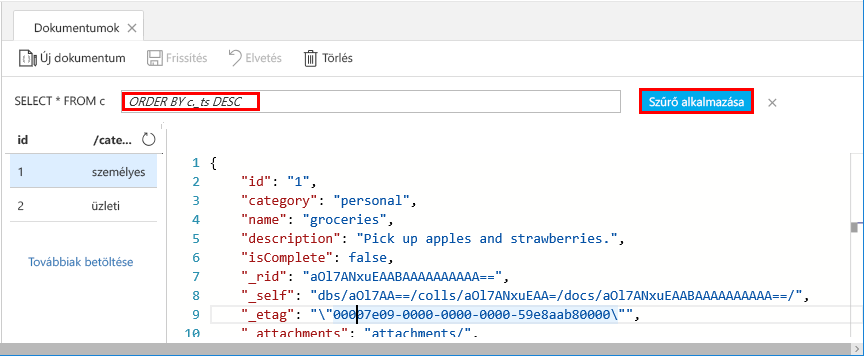 Dokumentumok ×
Új dokumentum Frissítés Elvetés Törlés
SELECT * FROM c ORDER BY c_ts DESC Szűrő alkalmazása ×
id /cate...
1 személyes
2 üzleti
Továbbiak betöltése
1 {
2 "id": "1",
3 "category": "personal",
4 "name": "groceries",
5 "description": "Pick up apples and strawberries.",
6 "isComplete": false,
7 "_rid": "aOl7ANxuEAABAAAAAAAAAA==",
8 "_self": "dbs/aOl7AA==/colls/aOl7ANxuEAA=/docs/aOl7ANxuEAABAAAAAAAAAA==/",
9 "_etag": "\"00007e09-0000-0000-0000-59e8aab80000\"",
10 "_attachments": "attachments/",